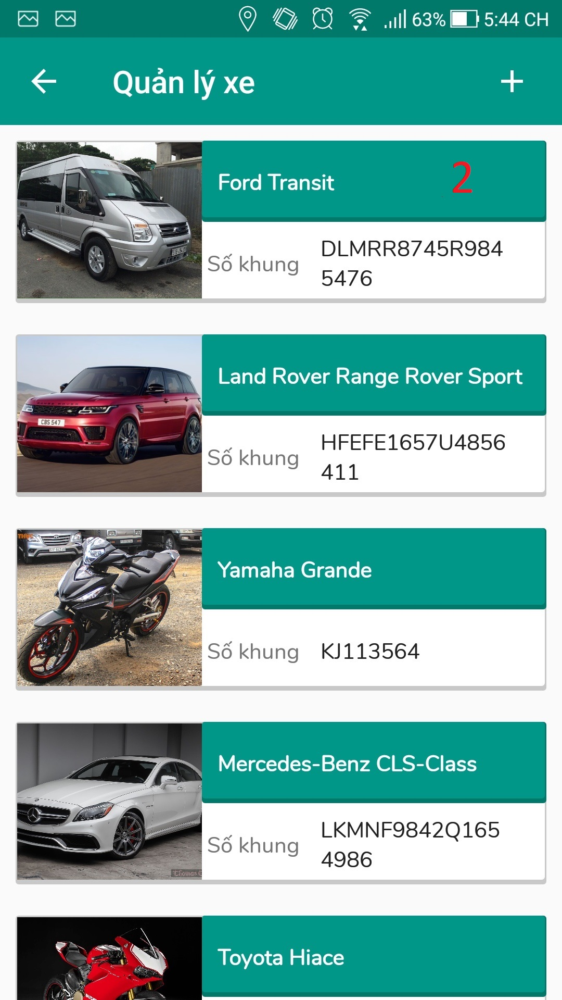 63% 5:44 CH
Quản lý xe
Ford Transit 2
Số khung DLMRR8745R984
5476
Land Rover Range Rover Sport
CBS 547
Số khung HFEFE1657U4856
411
Yamaha Grande
Số khung KJ113564
Mercedes-Benz CLS-Class
Số khung LKMNF9842Q165
4986
Toyota Hiace